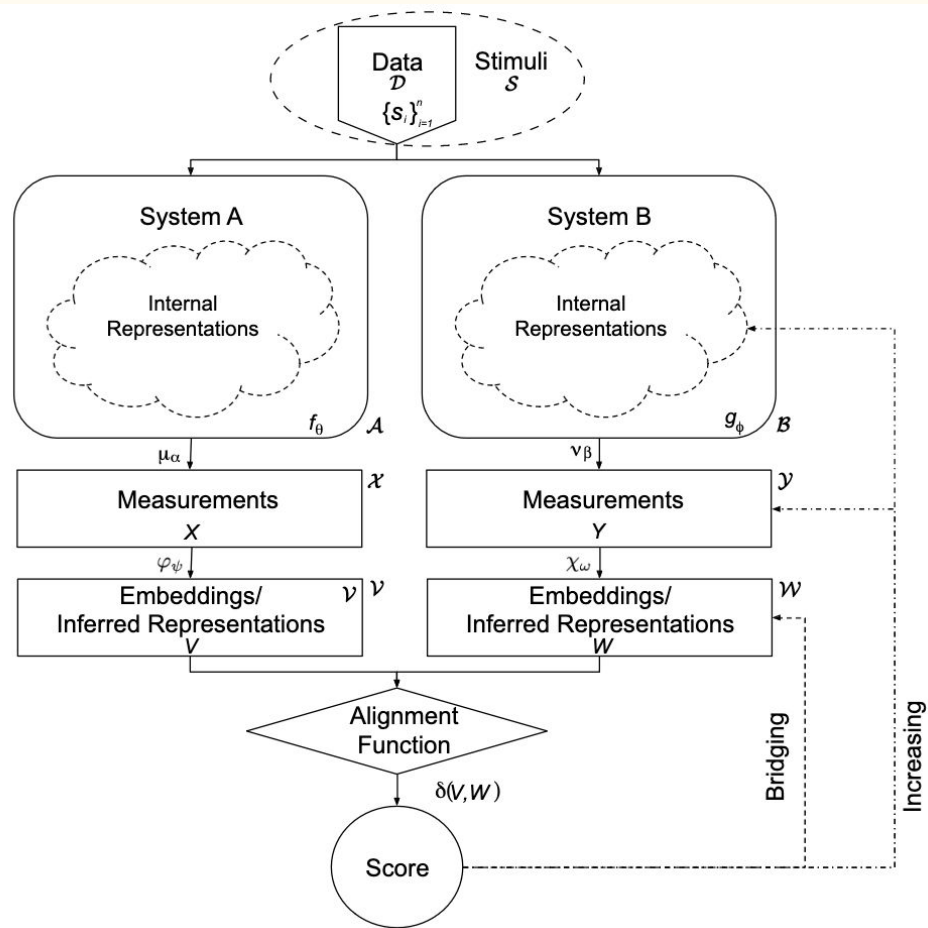 Data
𝒟
{s_i}_{i=1}^n
Stimuli
𝒮
System A
Internal
Representations
f_θ
𝒜
System B
Internal
Representations
g_ϕ
ℬ
μ_α
ν_β
Measurements
X
𝒳
Measurements
Y
𝒴
φ_ψ
χ_ω
Embeddings/
Inferred Representations
V
𝒱
𝒱
Embeddings/
Inferred Representations
W
𝒲
Alignment
Function
δ(V,W)
Score
Bridging
Increasing